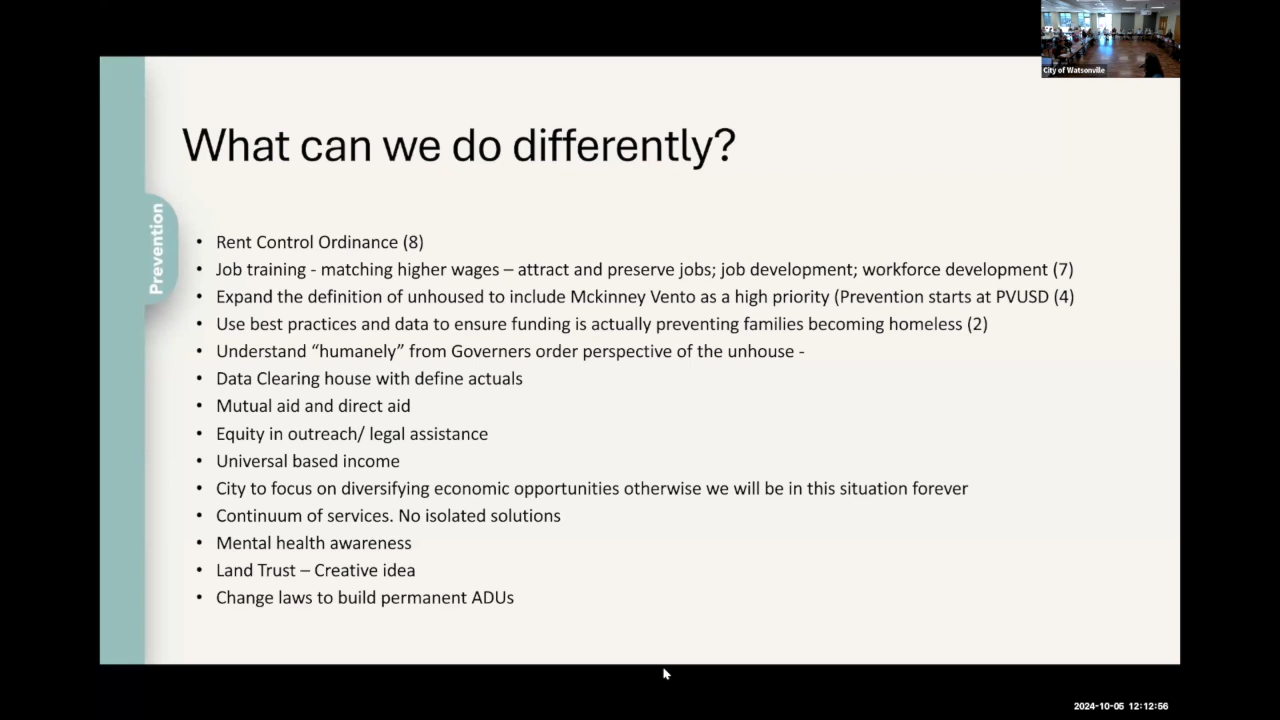 City of Watsonville
What can we do differently?
Prevention
• Rent Control Ordinance (8)
• Job training - matching higher wages – attract and preserve jobs; job development; workforce development (7)
• Expand the definition of unhoused to include Mckinney Vento as a high priority (Prevention starts at PVUSD (4)
• Use best practices and data to ensure funding is actually preventing families becoming homeless (2)
• Understand “humanely” from Governers order perspective of the unhouse -
• Data Clearing house with define actuals
• Mutual aid and direct aid
• Equity in outreach/ legal assistance
• Universal based income
• City to focus on diversifying economic opportunities otherwise we will be in this situation forever
• Continuum of services. No isolated solutions
• Mental health awareness
• Land Trust – Creative idea
• Change laws to build permanent ADUs
2024-10-05 12:12:56